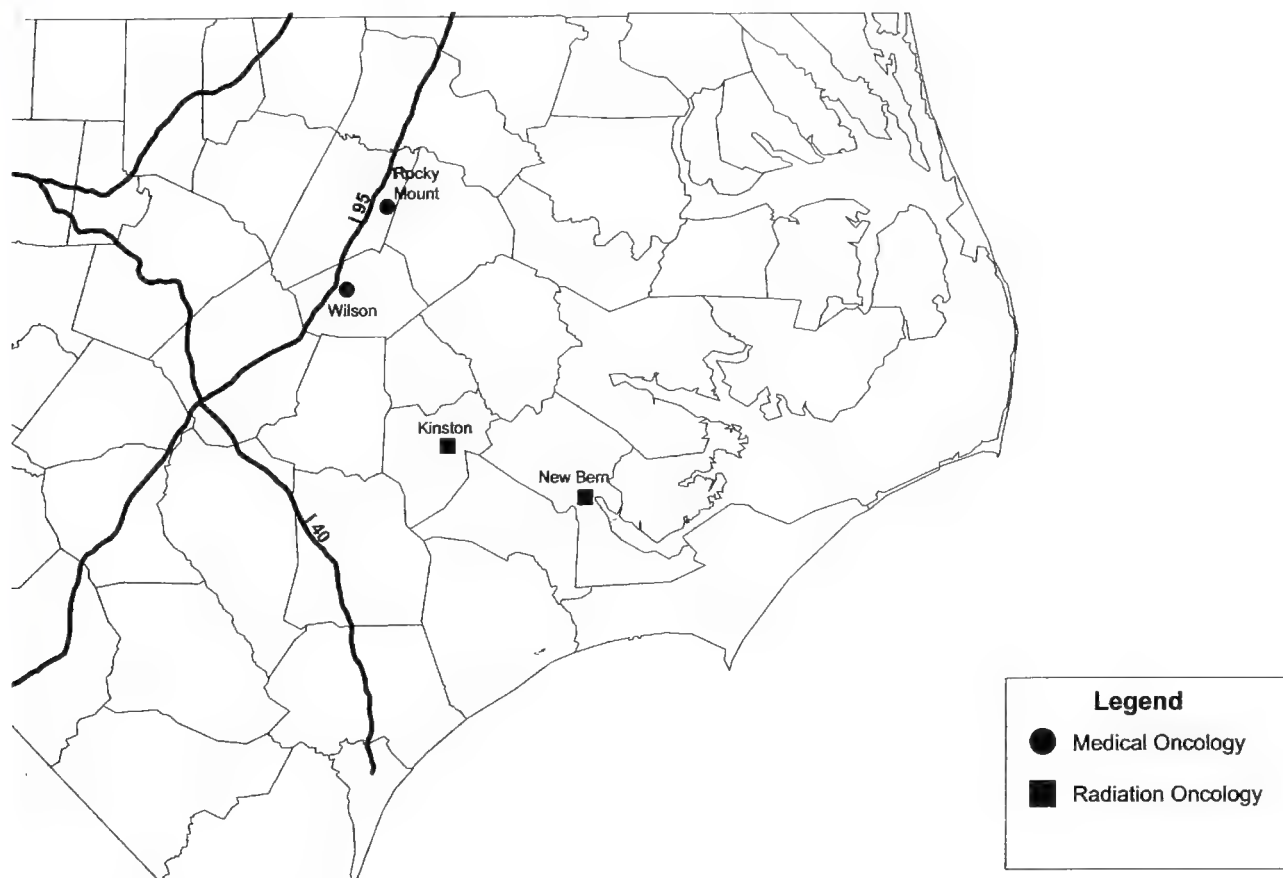 Rocky
Mount
I 95
Wilson
Kinston
New Bern
I 40
Legend
Medical Oncology
Radiation Oncology